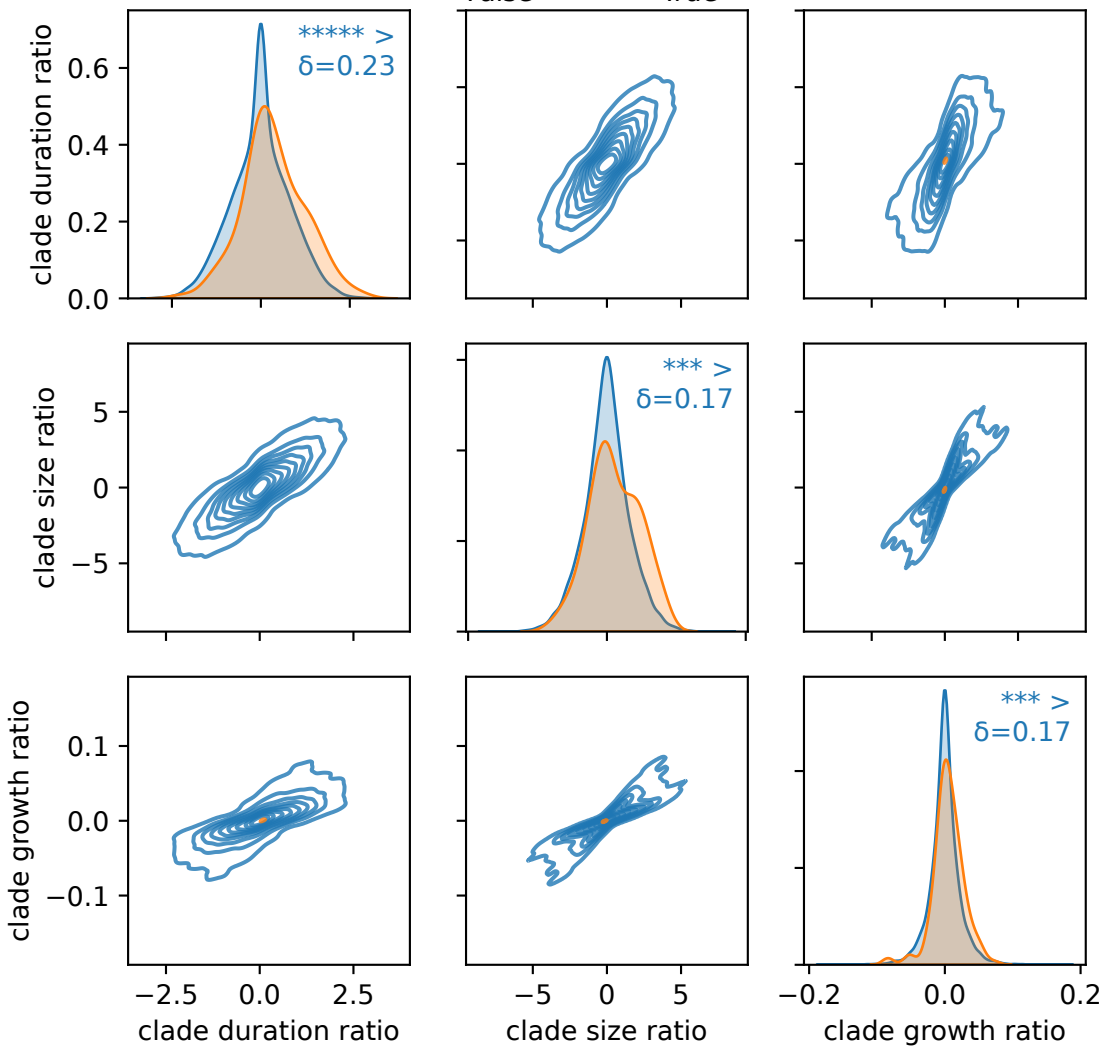 True
clade duration ratio
0.6
0.4
0.2
0.0
***** >
δ=0.23
clade size ratio
5
0
−5
*** >
δ=0.17
clade growth ratio
0.1
0.0
−0.1
*** >
δ=0.17
−2.5 0.0 2.5
−5 0 5
−0.2 0.0 0.2
clade duration ratio
clade size ratio
clade growth ratio